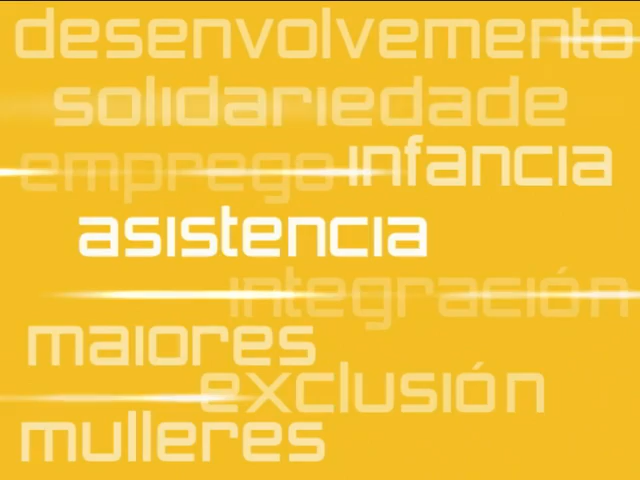 desenvolvemento
solidariedade
emprego infancia
asistencia
integración
maiores
exclusión
mulleres